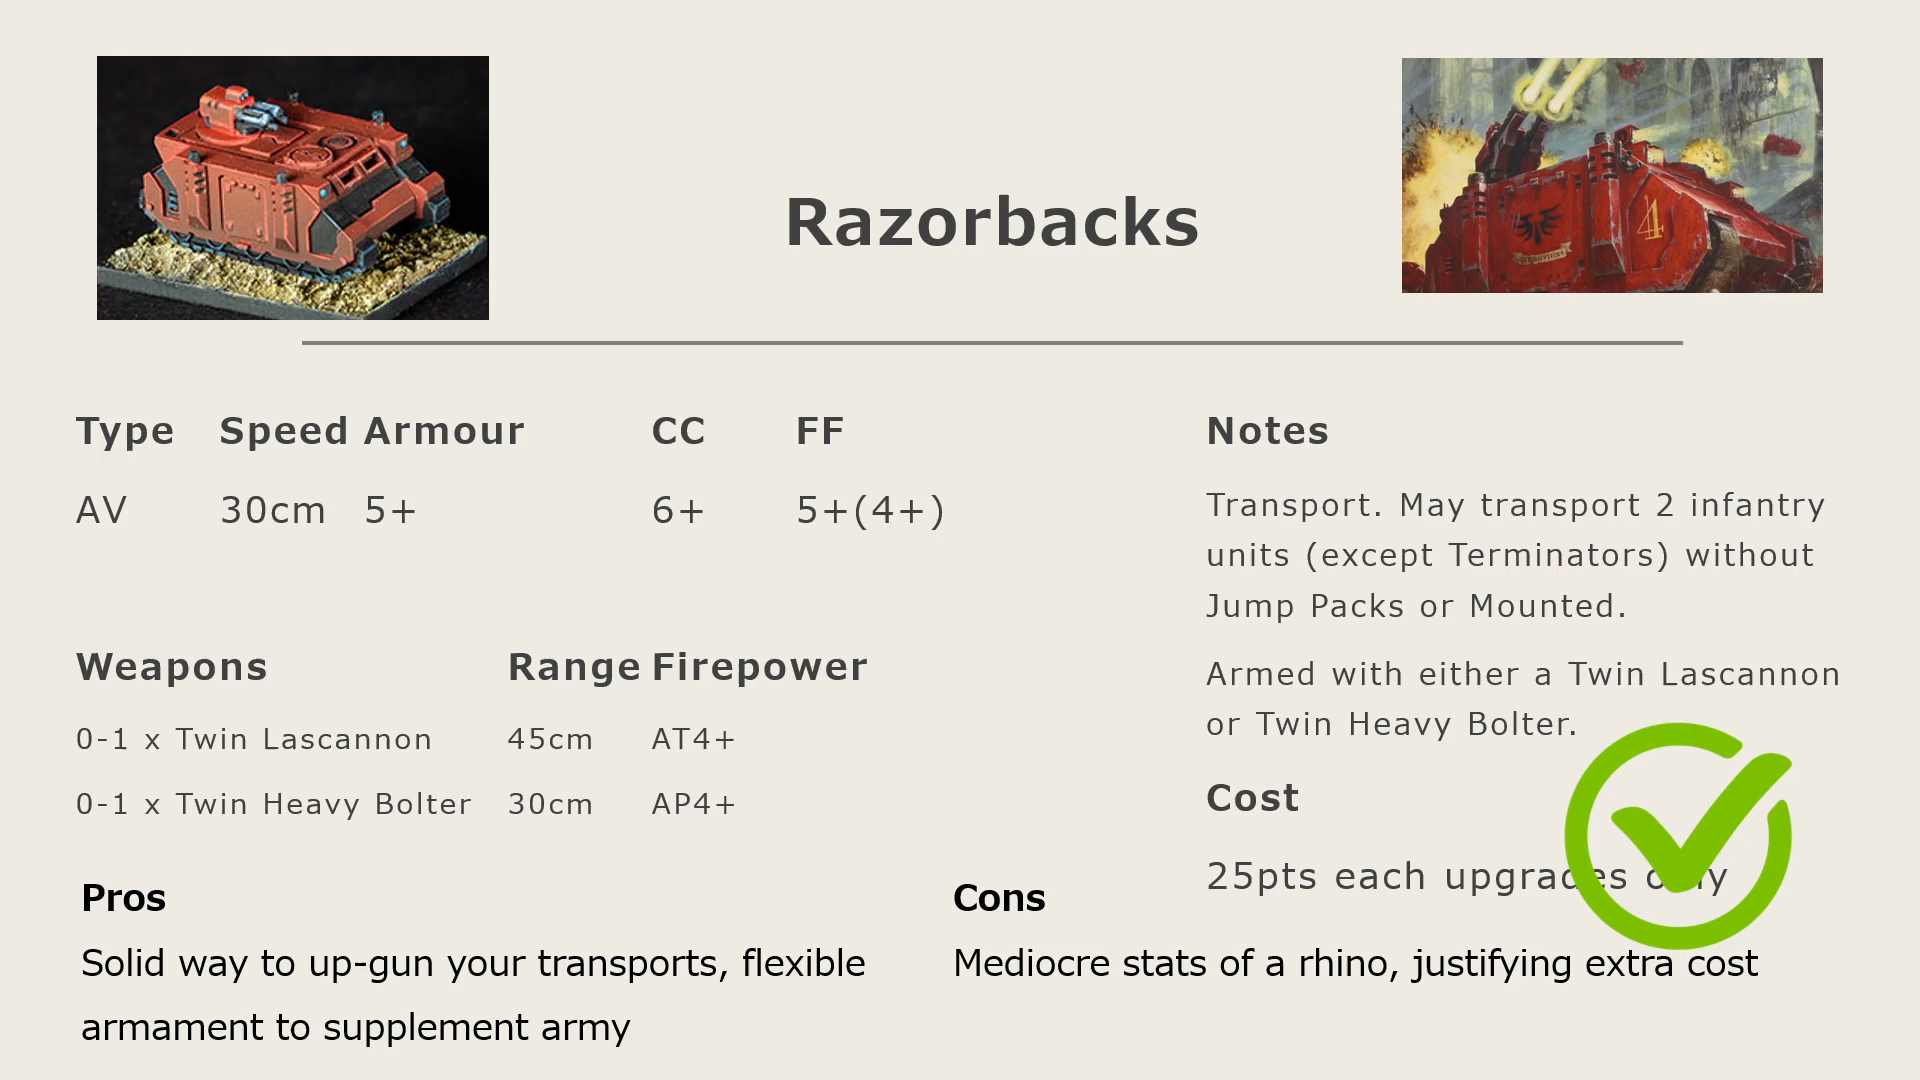 Razorbacks
4
Type Speed Armour CC FF
AV 30cm 5+ 6+ 5+(4+)
Weapons Range Firepower
0-1 x Twin Lascannon 45cm AT4+
0-1 x Twin Heavy Bolter 30cm AP4+
Notes
Transport. May transport 2 infantry
units (except Terminators) without
Jump Packs or Mounted.
Armed with either a Twin Lascannon
or Twin Heavy Bolter.
Cost
25pts each upgrades only
Pros
Solid way to up-gun your transports, flexible
armament to supplement army
Cons
Mediocre stats of a rhino, justifying extra cost